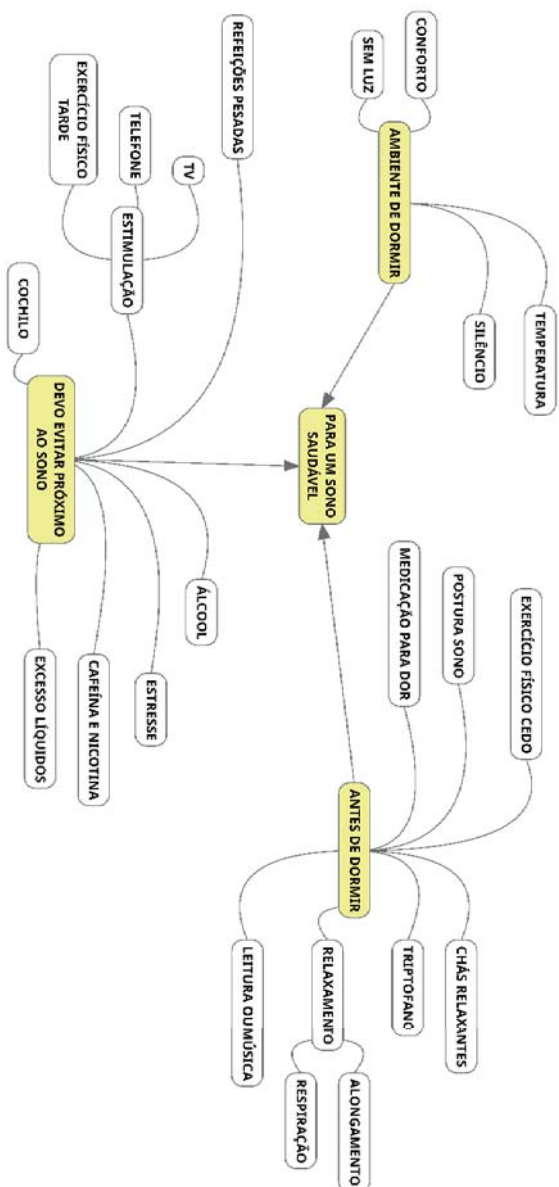 PARA UM SONO
SAUDÁVEL
AMBIENTE DE DORMIR
TEMPERATURA
SILÊNCIO
CONFORTO
SEM LUZ
ANTES DE DORMIR
EXERCÍCIO FÍSICO CEDO
POSTURA SONO
MEDICAÇÃO PARA DOR
CHÁS RELAXANTES
TRIPTOFANO
RELAXAMENTO
ALONGAMENTO
RESPIRAÇÃO
LEITURA OU MÚSICA
DEVO EVITAR PRÓXIMO
AO SONO
REFEIÇÕES PESADAS
ESTIMULAÇÃO
TV
TELEFONE
EXERCÍCIO FÍSICO
TARDE
COCHILO
ÁLCOOL
ESTRESSE
CAFEÍNA E NICOTINA
EXCESSO LÍQUIDOS